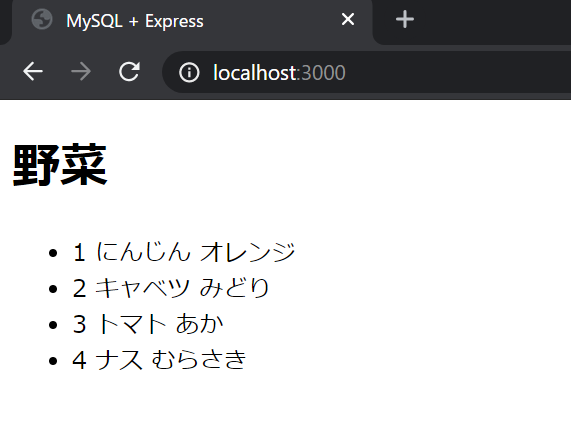 MySQL + Express
localhost:3000
野菜
1 にんじん オレンジ
2 キャベツ みどり
3 トマト あか
4 ナス むらさき